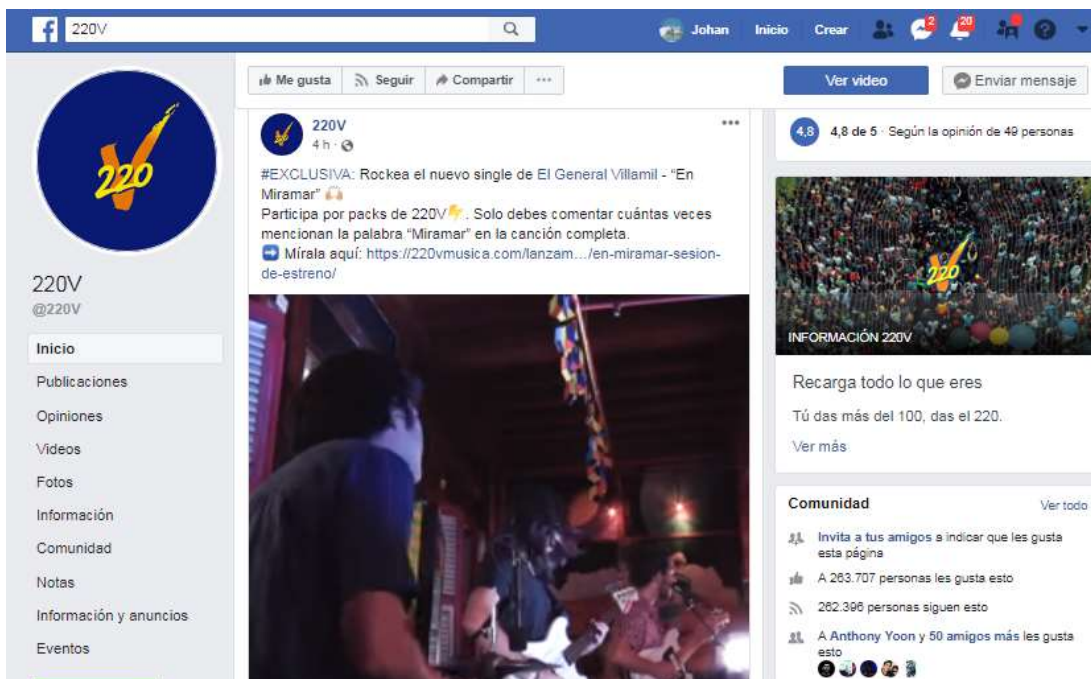 220V
Johan
Inicio
Crear
2
20
220
220V
@220V
Inicio
Publicaciones
Opiniones
Videos
Fotos
Información
Comunidad
Notas
Información y anuncios
Eventos
Me gusta
Seguir
Compartir
Ver video
Enviar mensaje
220V
4 h ·
#EXCLUSIVA: Rockea el nuevo single de El General Villamil - "En
Miramar"
Participa por packs de 220V. Solo debes comentar cuántas veces
mencionan la palabra "Miramar" en la canción completa.
Mírala aquí: https://220vmusica.com/lanzam.../en-miramar-sesion-
de-estreno/
4,8
4,8 de 5 · Según la opinión de 49 personas
220
INFORMACIÓN 220V
Recarga todo lo que eres
Tú das más del 100, das el 220.
Ver más
Comunidad
Ver todo
Invita a tus amigos a indicar que les gusta
esta página
A 263.707 personas les gusta esto
262.396 personas siguen esto
A Anthony Yoon y 50 amigos más les gusta
esto